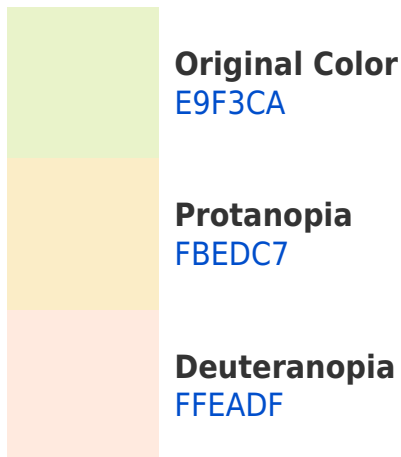 Original Color
E9F3CA
Protanopia
FBEDC7
Deuteranopia
FFEADF